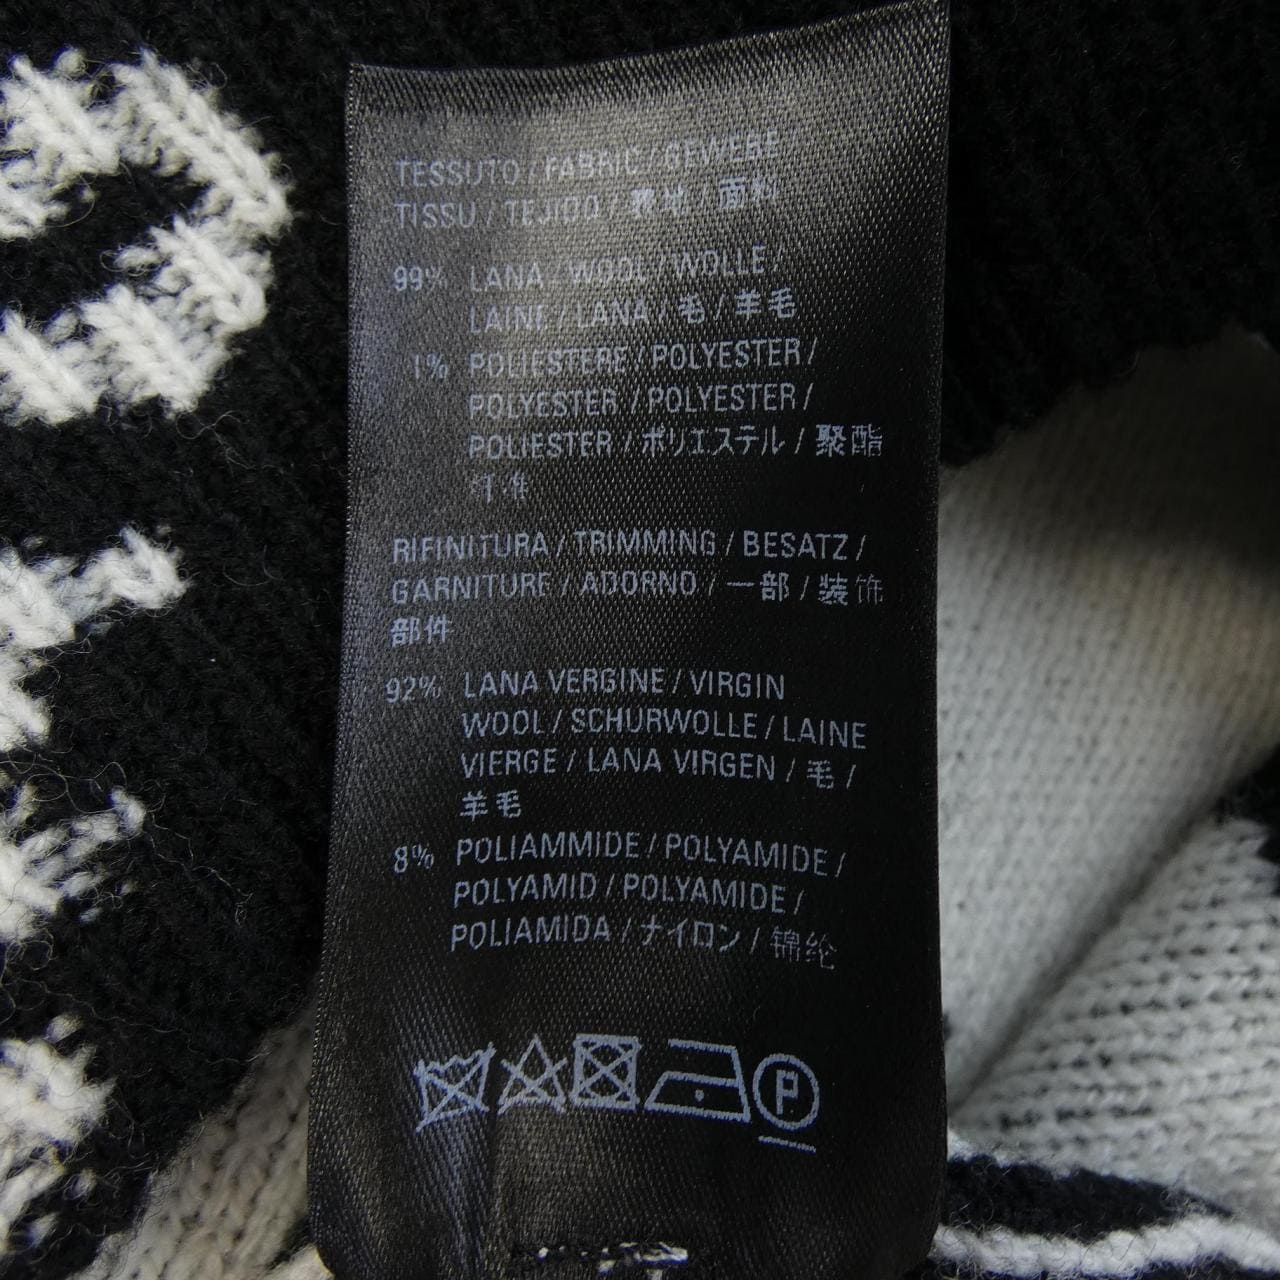 TESSUTO / FABRIC / GEWEBE
TISSU / TEJIDO / 表地 / 面料
99% LANA / WOOL / WOLLE /
LAINE / LANA / 毛 / 羊毛
1% POLIESTERE / POLYESTER /
POLYESTER / POLYESTER /
POLIESTER / ポリエステル / 聚酯
纤维
RIFINITURA / TRIMMING / BESATZ /
GARNITURE / ADORNO / 一部 / 装饰
部件
92% LANA VERGINE / VIRGIN
WOOL / SCHURWOLLE / LAINE
VIERGE / LANA VIRGEN / 毛 /
羊毛
8% POLIAMMIDE / POLYAMIDE /
POLYAMID / POLYAMIDE /
POLIAMIDA / ナイロン / 锦纶
P